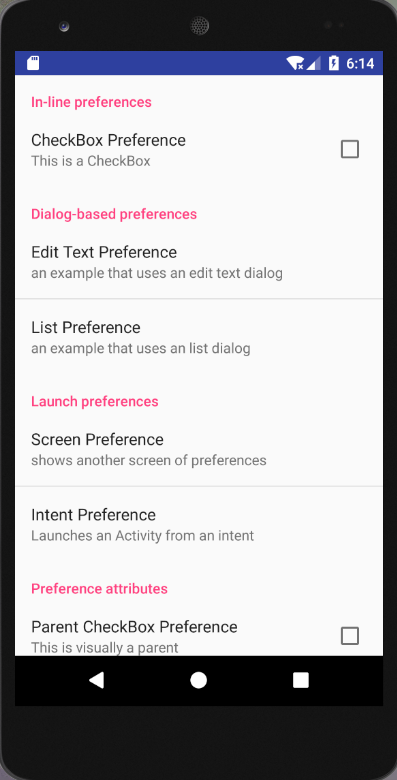 6:14
In-line preferences
CheckBox Preference
This is a CheckBox
Dialog-based preferences
Edit Text Preference
an example that uses an edit text dialog
List Preference
an example that uses an list dialog
Launch preferences
Screen Preference
shows another screen of preferences
Intent Preference
Launches an Activity from an intent
Preference attributes
Parent CheckBox Preference
This is visually a parent